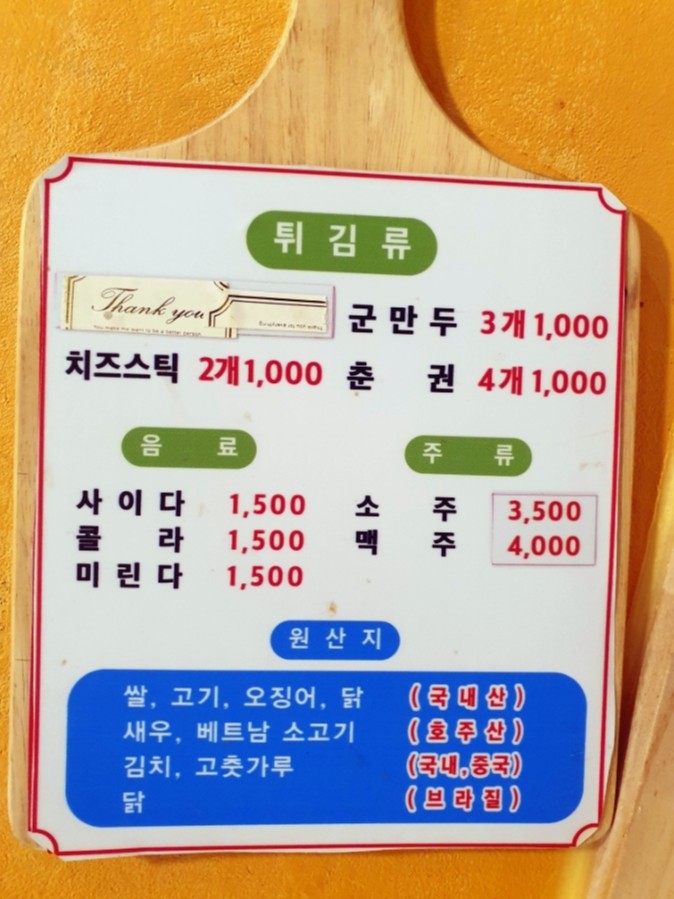 튀 김 류
Thank you
군 만 두 3개 1,000
치즈스틱 2개 1,000
춘 권 4개 1,000
음 료
주 류
사 이 다 1,500
소 주 3,500
콜 라 1,500
맥 주 4,000
미 린 다 1,500
원 산 지
쌀, 고기, 오징어, 닭 ( 국 내 산 )
새우, 베트남 소고기 ( 호 주 산 )
김치, 고춧가루 (국내,중국)
닭 ( 브 라 질 )